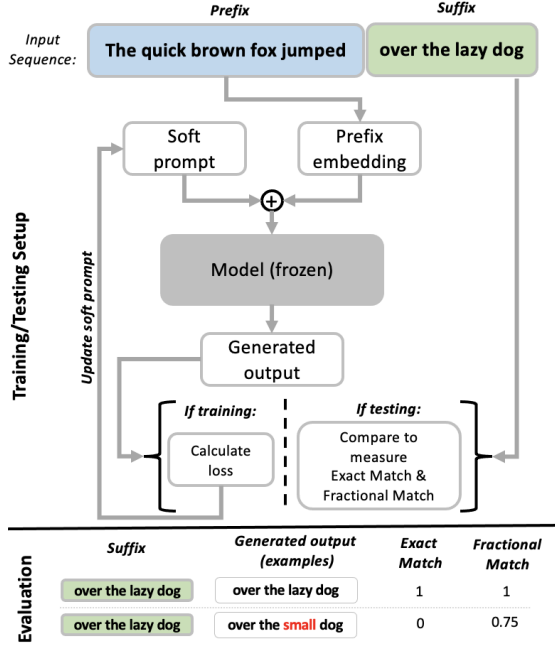 Prefix
Suffix
Input
Sequence:
The quick brown fox jumped
over the lazy dog
Soft
prompt
Prefix
embedding
+
Model (frozen)
Generated
output
Training/Testing Setup
Update soft prompt
If training:
If testing:
Calculate
loss
Compare to
measure
Exact Match &
Fractional Match
Evaluation
Suffix
Generated output
(examples)
Exact
Match
Fractional
Match
over the lazy dog
over the lazy dog
1
1
over the lazy dog
over the small dog
0
0.75